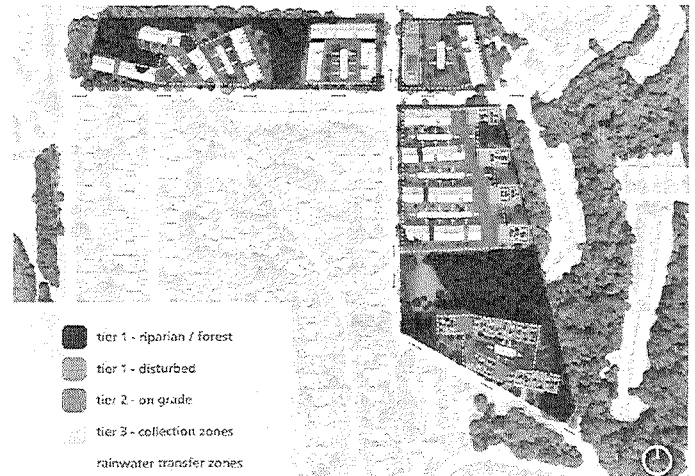 tier 1 - riparian / forest
tier 1 - disturbed
tier 2 - on grade
tier 3 - collection zones
rainwater transfer zones